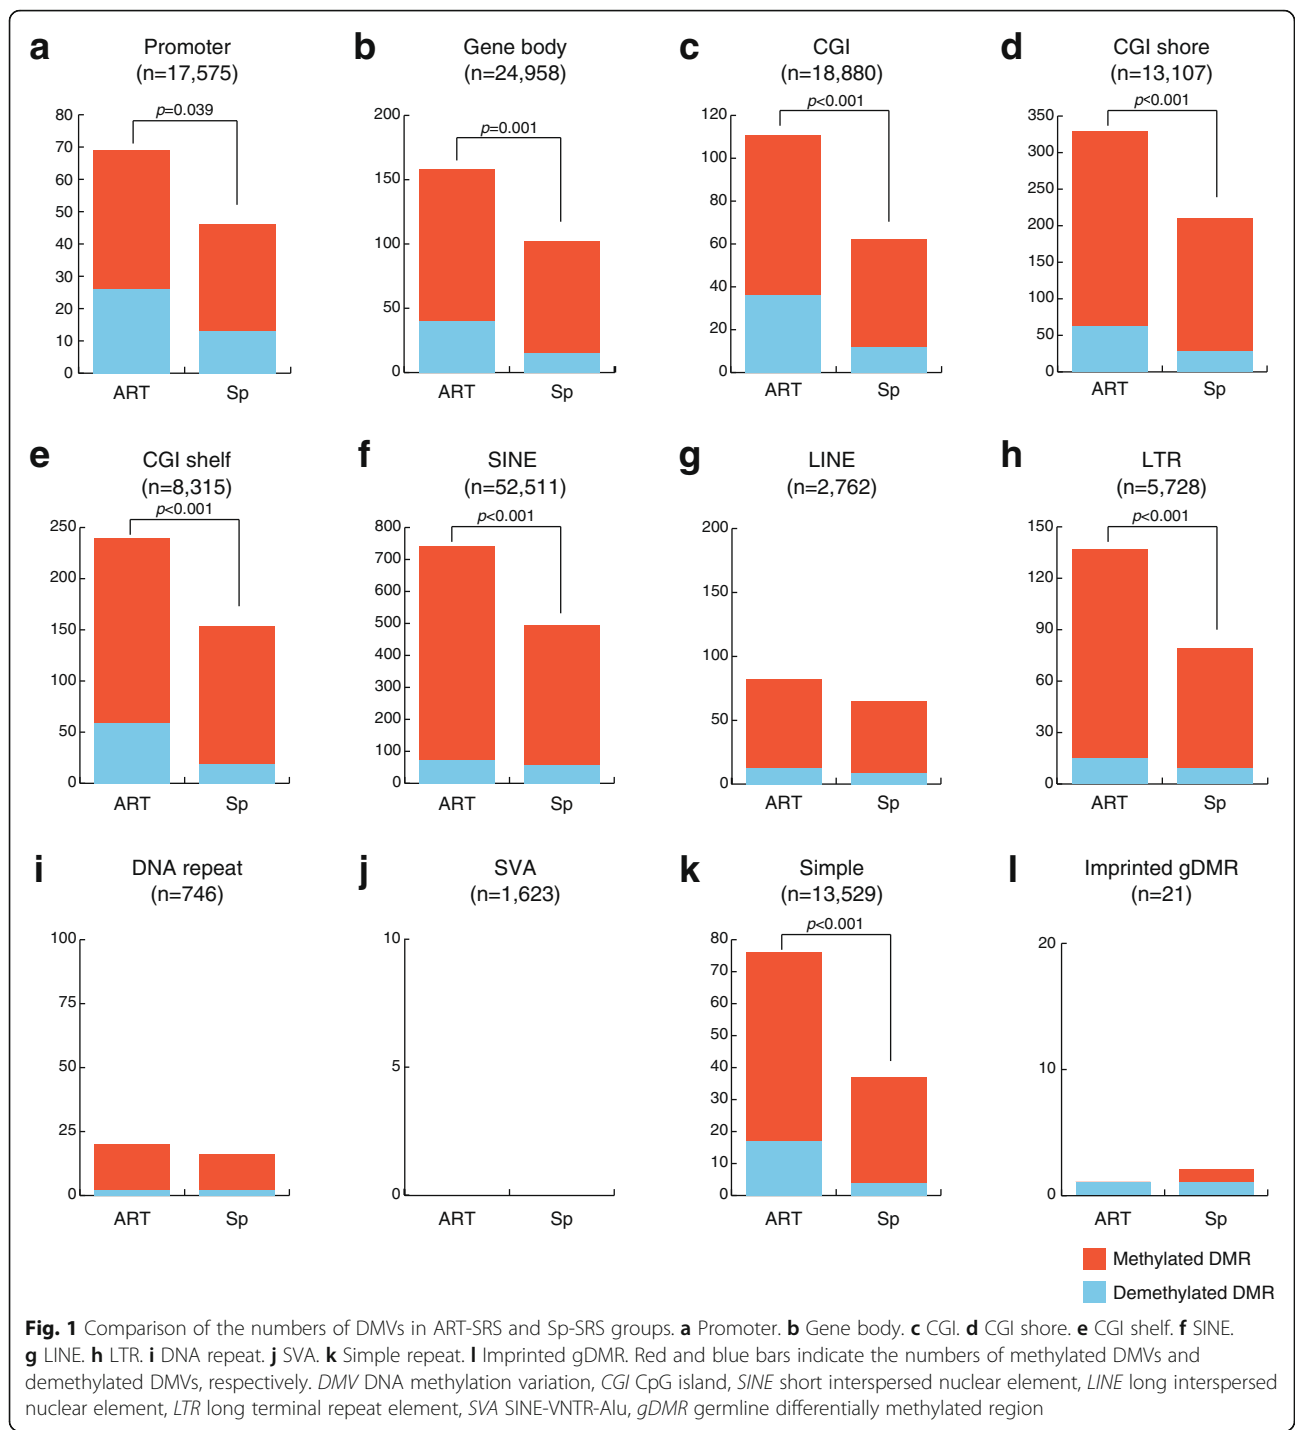 a
Promoter
(n=17,575)
p=0.039
80
70
60
50
40
30
20
10
0
ART
Sp
b
Gene body
(n=24,958)
p=0.001
200
150
100
50
0
ART
Sp
c
CGI
(n=18,880)
p<0.001
120
100
80
60
40
20
0
ART
Sp
d
CGI shore
(n=13,107)
p<0.001
350
300
250
200
150
100
50
0
ART
Sp
e
CGI shelf
(n=8,315)
p<0.001
250
200
150
100
50
0
ART
Sp
f
SINE
(n=52,511)
p<0.001
800
700
600
500
400
300
200
100
0
ART
Sp
g
LINE
(n=2,762)
200
150
100
50
0
ART
Sp
h
LTR
(n=5,728)
p<0.001
150
120
90
60
30
0
ART
Sp
i
DNA repeat
(n=746)
100
75
50
25
0
ART
Sp
j
SVA
(n=1,623)
10
5
0
ART
Sp
k
Simple
(n=13,529)
p<0.001
80
70
60
50
40
30
20
10
0
ART
Sp
l
Imprinted gDMR
(n=21)
20
10
0
ART
Sp
Methylated DMR
Demethylated DMR
Fig. 1 Comparison of the numbers of DMVs in ART-SRS and Sp-SRS groups. a Promoter. b Gene body. c CGI. d CGI shore. e CGI shelf. f SINE.
g LINE. h LTR. i DNA repeat. j SVA. k Simple repeat. l Imprinted gDMR. Red and blue bars indicate the numbers of methylated DMVs and
demethylated DMVs, respectively. DMV DNA methylation variation, CGI CpG island, SINE short interspersed nuclear element, LINE long interspersed
nuclear element, LTR long terminal repeat element, SVA SINE-VNTR-Alu, gDMR germline differentially methylated region